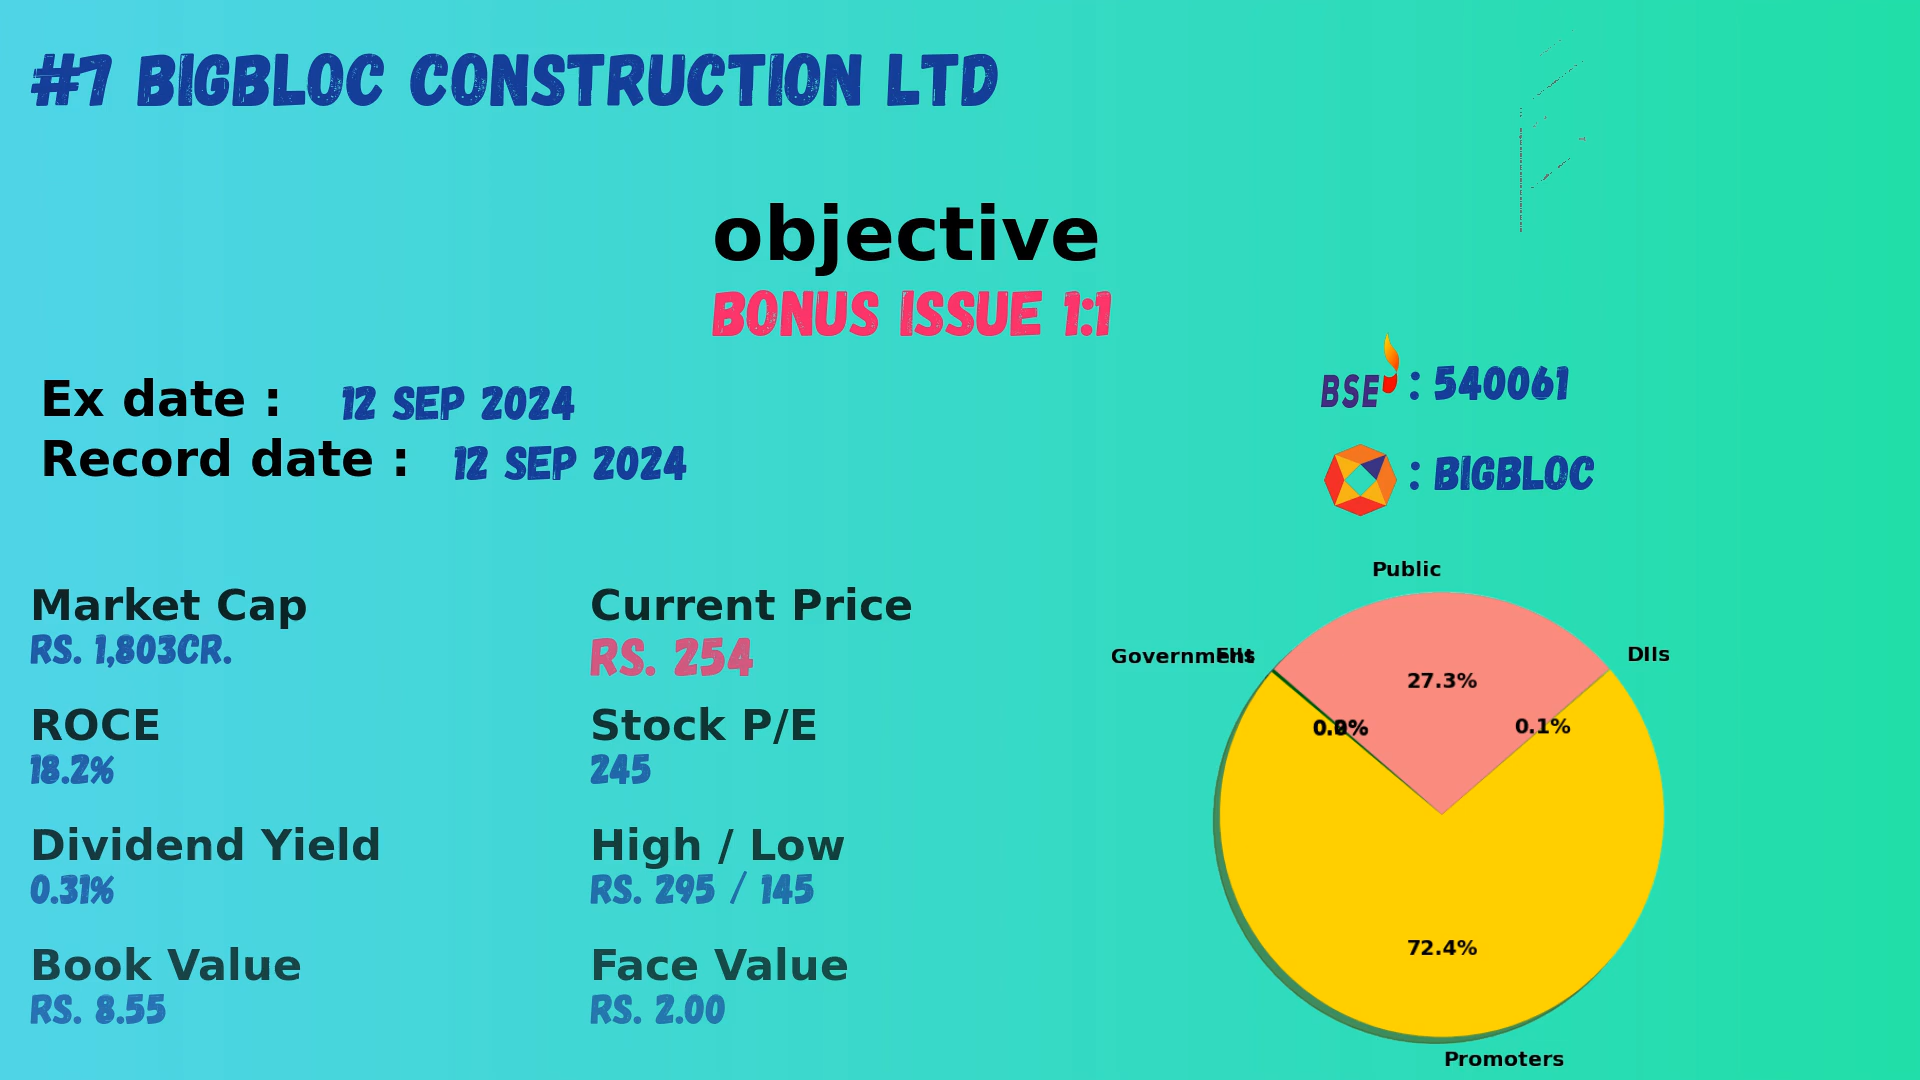 #7 BIGBLOC CONSTRUCTION LTD
objective
BONUS ISSUE 1:1
Ex date : 12 SEP 2024
Record date : 12 SEP 2024
BSE : 540061
: BIGBLOC
Market Cap
RS. 1,803CR.
Current Price
RS. 254
ROCE
18.2%
Stock P/E
245
Dividend Yield
0.31%
High / Low
RS. 295 / 145
Book Value
RS. 8.55
Face Value
RS. 2.00
Public
Government
DIIs
27.3%
0.1%
72.4%
Promoters